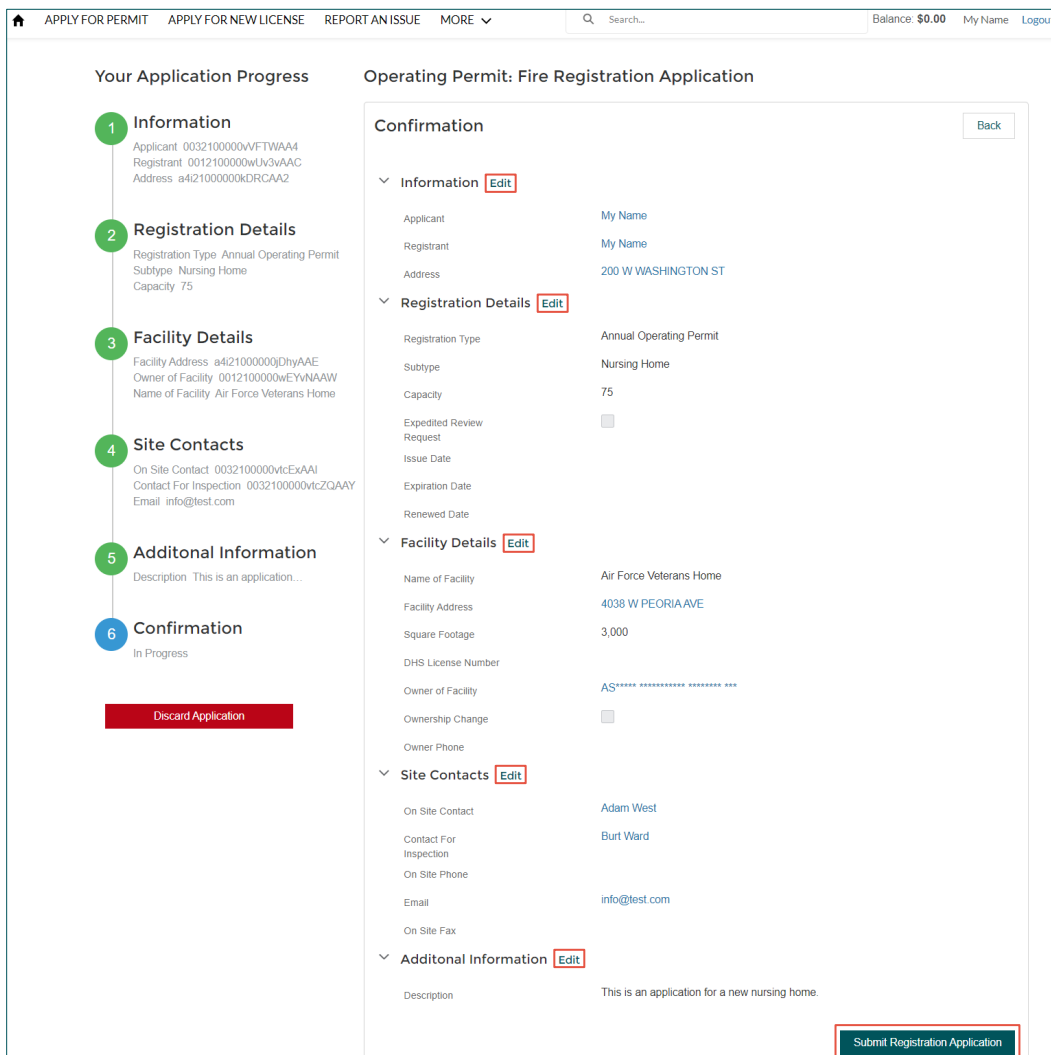 APPLY FOR PERMIT APPLY FOR NEW LICENSE REPORT AN ISSUE MORE Search... Balance: $0.00 My Name Logout
Your Application Progress
1 Information
Applicant 0032100000vVFTWAA4
Registrant 0012100000wUv3vAAC
Address a4i21000000kDRCAA2
2 Registration Details
Registration Type Annual Operating Permit
Subtype Nursing Home
Capacity 75
3 Facility Details
Facility Address a4i21000000jDhyAAE
Owner of Facility 0012100000wEYvNAAW
Name of Facility Air Force Veterans Home
4 Site Contacts
On Site Contact 0032100000vtcExAAI
Contact For Inspection 0032100000vtcZQAAY
Email info@test.com
5 Additonal Information
Description This is an application...
6 Confirmation
In Progress
Discard Application
Operating Permit: Fire Registration Application
Confirmation Back
Information Edit
Applicant My Name
Registrant My Name
Address 200 W WASHINGTON ST
Registration Details Edit
Registration Type Annual Operating Permit
Subtype Nursing Home
Capacity 75
Expedited Review
Request
Issue Date
Expiration Date
Renewed Date
Facility Details Edit
Name of Facility Air Force Veterans Home
Facility Address 4038 W PEORIA AVE
Square Footage 3,000
DHS License Number
Owner of Facility AS***** *********** ******** ***
Ownership Change
Owner Phone
Site Contacts Edit
On Site Contact Adam West
Contact For
Inspection Burt Ward
On Site Phone
Email info@test.com
On Site Fax
Additonal Information Edit
Description This is an application for a new nursing home.
Submit Registration Application